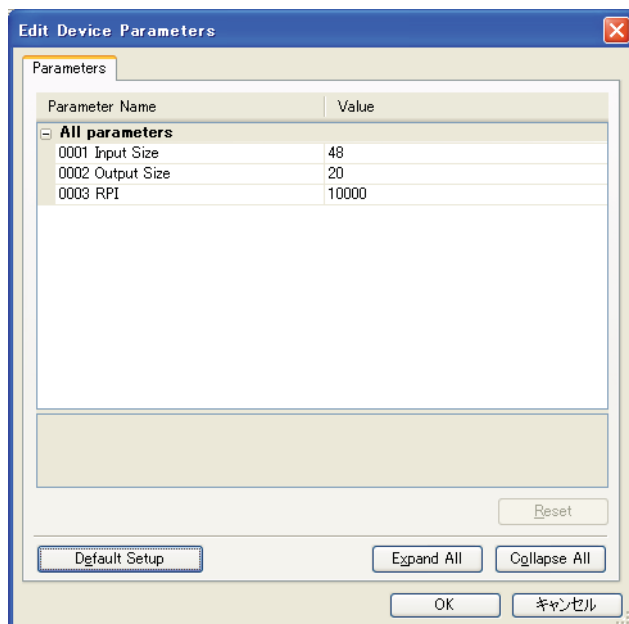 Edit Device Parameters
Parameters
Parameter Name Value
All parameters
0001 Input Size 48
0002 Output Size 20
0003 RPI 10000
Reset
Default Setup Expand All Collapse All
OK キャンセル